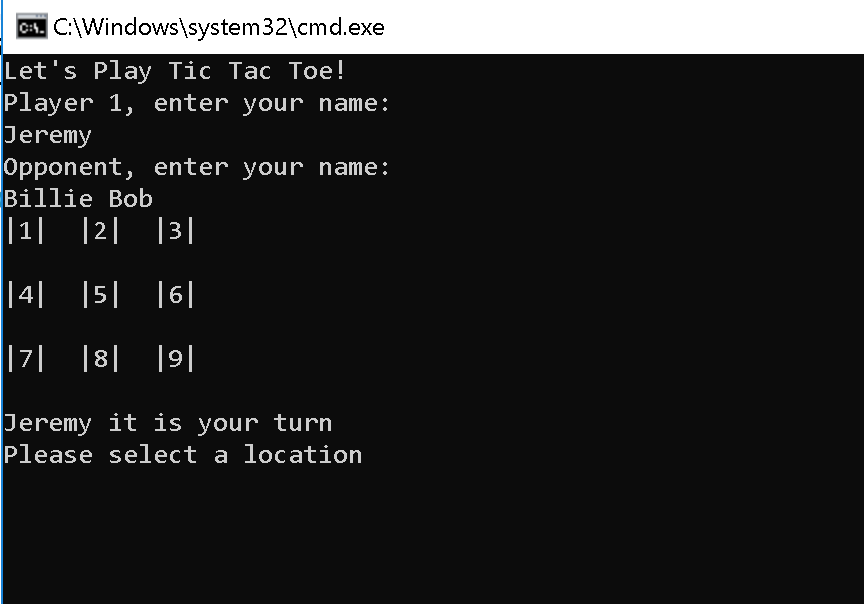 C:\Windows\system32\cmd.exe
Let's Play Tic Tac Toe!
Player 1, enter your name:
Jeremy
Opponent, enter your name:
Billie Bob
|1|  |2|  |3|
|4|  |5|  |6|
|7|  |8|  |9|
Jeremy it is your turn
Please select a location